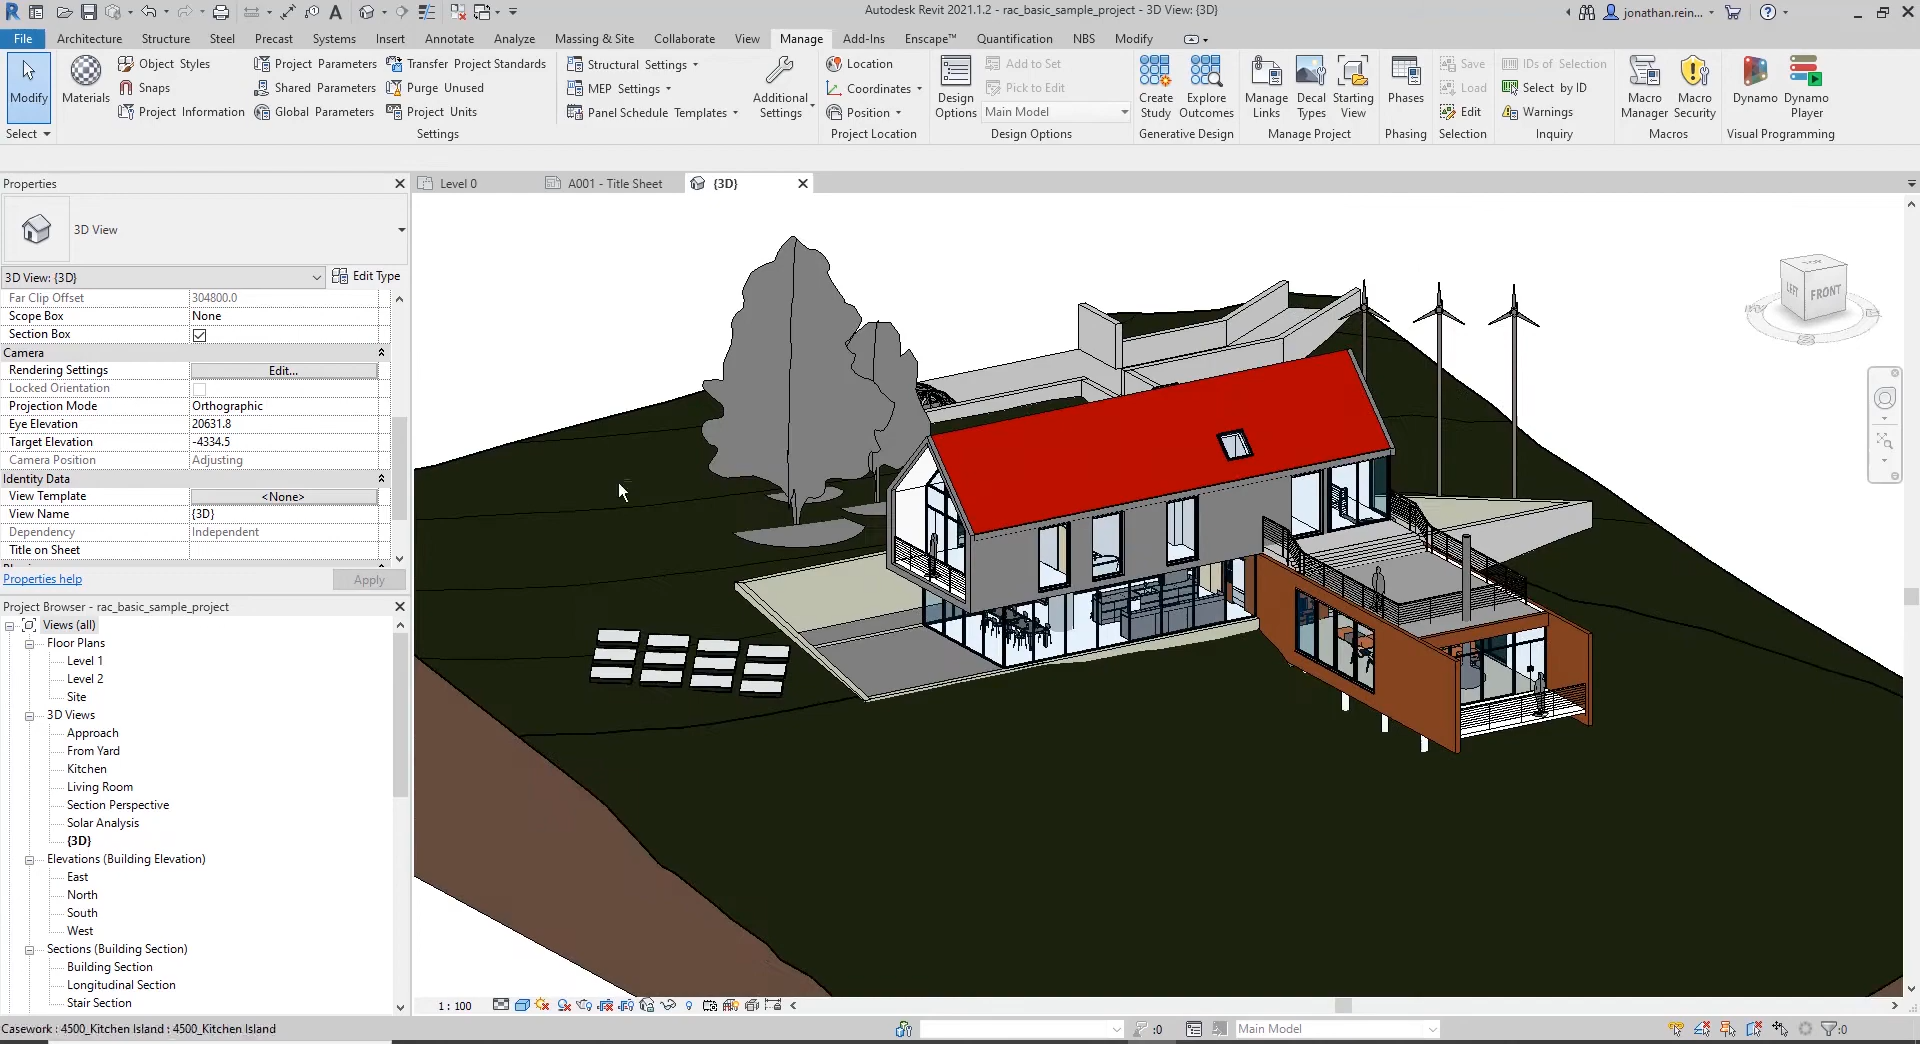 Autodesk Revit 2021.1.2 - rac_basic_sample_project - 3D View: {3D}
jonathan.rein...
File Architecture Structure Steel Precast Systems Insert Annotate Analyze Massing & Site Collaborate View Manage Add-Ins Enscape™ Quantification NBS Modify
Modify
Materials
Object Styles
Snaps
Project Information
Project Parameters
Shared Parameters
Global Parameters
Transfer Project Standards
Purge Unused
Project Units
Structural Settings
MEP Settings
Panel Schedule Templates
Additional
Settings
Location
Coordinates
Position
Design
Options
Add to Set
Pick to Edit
Main Model
Create
Study
Explore
Outcomes
Manage
Links
Decal
Types
Starting
View
Phases
Save
Load
Edit
IDs of Selection
Select by ID
Warnings
Macro
Manager
Macro
Security
Dynamo
Dynamo
Player
Select Settings Project Location Design Options Generative Design Manage Project Phasing Selection Inquiry Macros Visual Programming
Properties
3D View
3D View: {3D}
Edit Type
Far Clip Offset 304800.0
Scope Box None
Section Box
Camera
Rendering Settings Edit...
Locked Orientation
Projection Mode Orthographic
Eye Elevation 20631.8
Target Elevation -4334.5
Camera Position Adjusting
Identity Data
View Template <None>
View Name {3D}
Dependency Independent
Title on Sheet
Properties help
Apply
Project Browser - rac_basic_sample_project
Views (all)
Floor Plans
Level 1
Level 2
Site
3D Views
Approach
From Yard
Kitchen
Living Room
Section Perspective
Solar Analysis
{3D}
Elevations (Building Elevation)
East
North
South
West
Sections (Building Section)
Building Section
Longitudinal Section
Stair Section
Level 0
A001 - Title Sheet
{3D}
TOP
LEFT
FRONT
1 : 100
Casework : 4500_Kitchen Island : 4500_Kitchen Island
:0
Main Model
:0